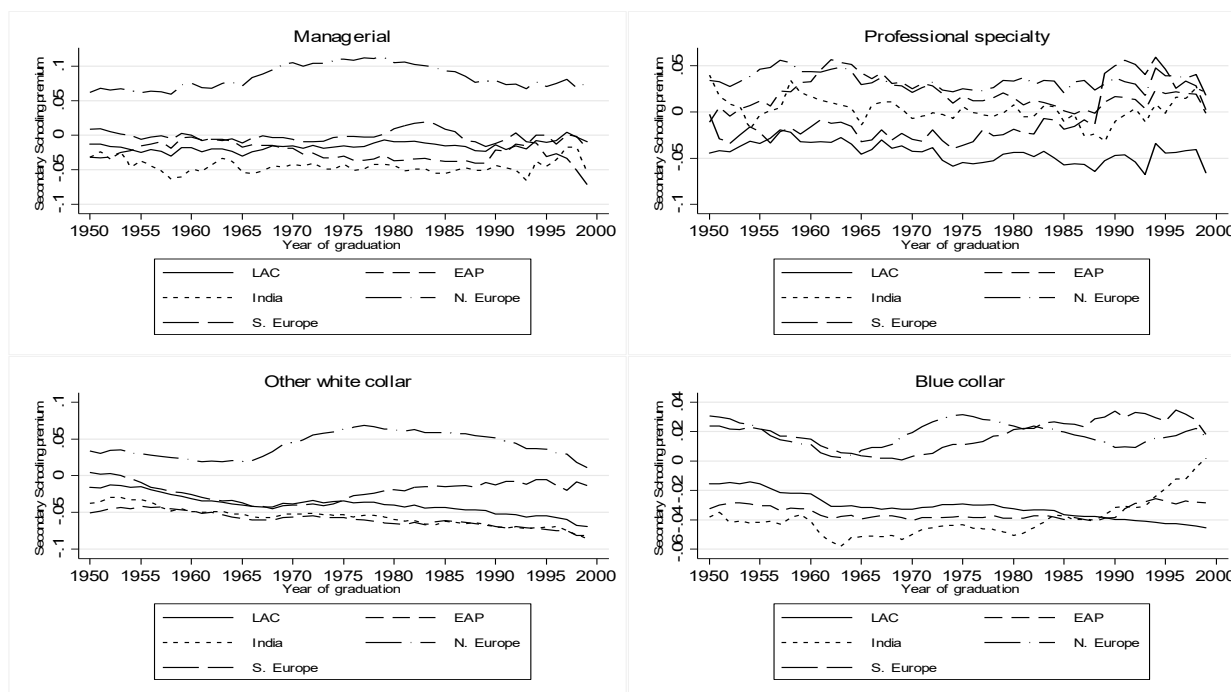 Managerial
Secondary Schooling premium
.1
.05
0
-.05
-.1
1950 1955 1960 1965 1970 1975 1980 1985 1990 1995 2000
Year of graduation
LAC EAP
India N. Europe
S. Europe
Professional specialty
Secondary Schooling premium
.05
0
-.05
-.1
1950 1955 1960 1965 1970 1975 1980 1985 1990 1995 2000
Year of graduation
LAC EAP
India N. Europe
S. Europe
Other white collar
Secondary Schooling premium
.1
.05
0
-.05
-.1
1950 1955 1960 1965 1970 1975 1980 1985 1990 1995 2000
Year of graduation
LAC EAP
India N. Europe
S. Europe
Blue collar
Secondary Schooling premium
.04
.02
0
-.02
-.04
-.06
1950 1955 1960 1965 1970 1975 1980 1985 1990 1995 2000
Year of graduation
LAC EAP
India N. Europe
S. Europe